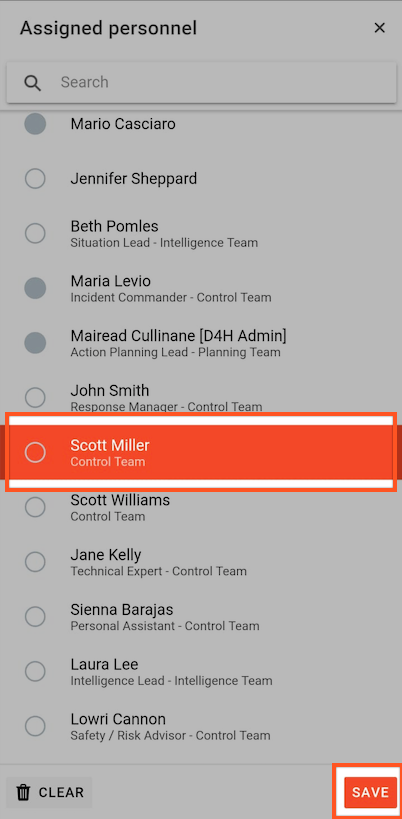 Assigned personnel
Search
Mario Casciaro
Jennifer Sheppard
Beth Pomles
Situation Lead - Intelligence Team
Maria Levio
Incident Commander - Control Team
Mairead Cullinane [D4H Admin]
Action Planning Lead - Planning Team
John Smith
Response Manager - Control Team
Scott Miller
Control Team
Scott Williams
Control Team
Jane Kelly
Technical Expert - Control Team
Sienna Barajas
Personal Assistant - Control Team
Laura Lee
Intelligence Lead - Intelligence Team
Lowri Cannon
Safety / Risk Advisor - Control Team
CLEAR
SAVE